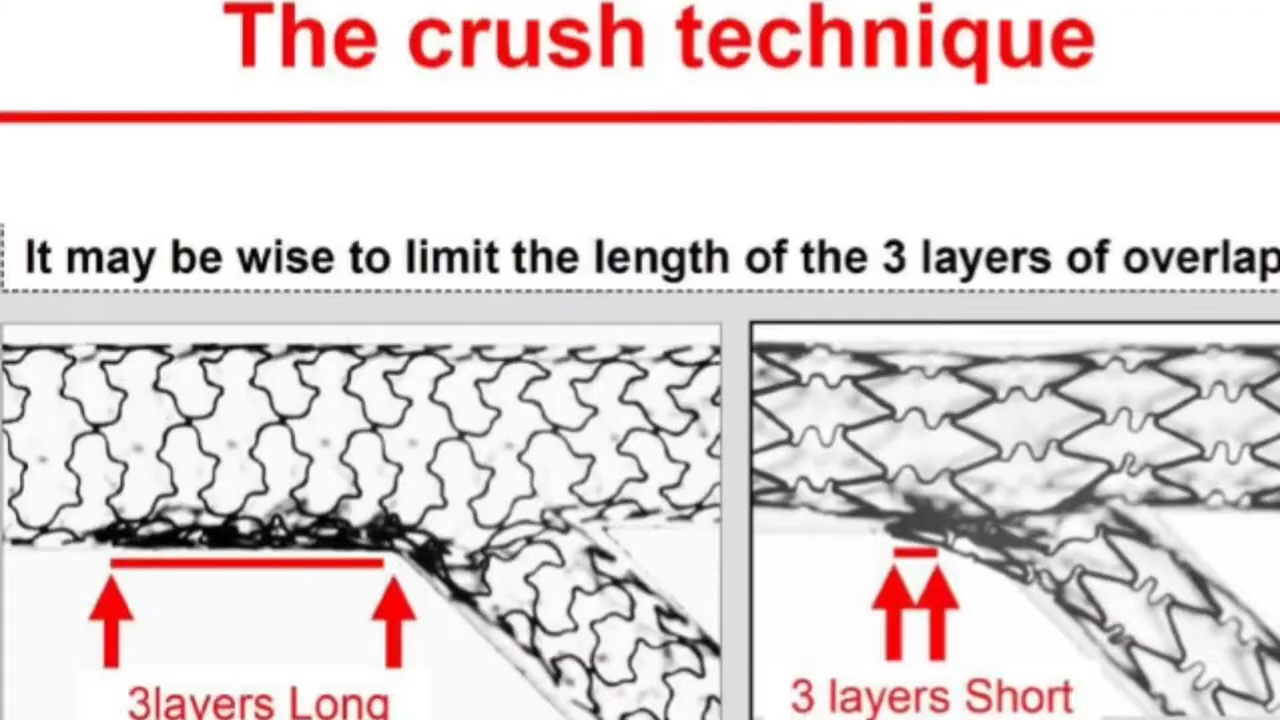 The crush technique
It may be wise to limit the length of the 3 layers of overlap
3layers Long
3 layers Short